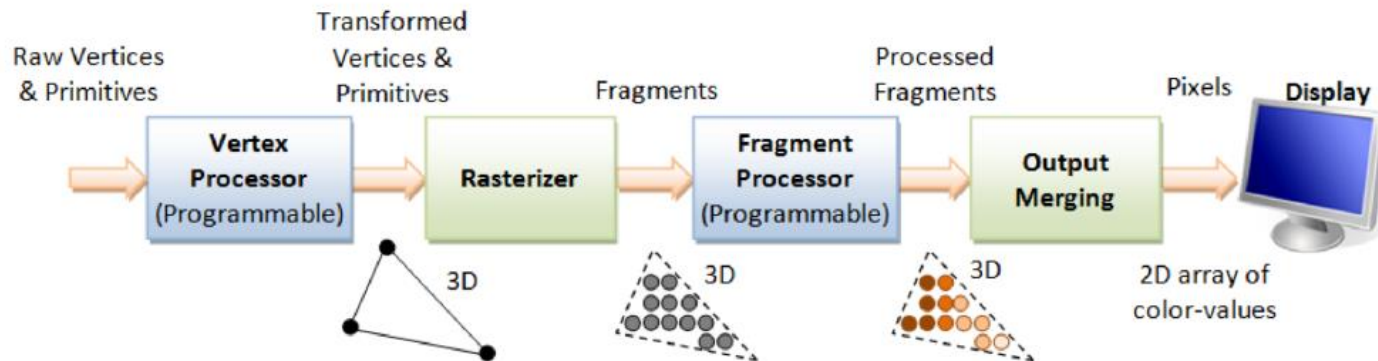 Raw Vertices
& Primitives
Transformed
Vertices &
Primitives
Fragments
Processed
Fragments
Pixels
Display
Vertex
Processor
(Programmable)
Rasterizer
Fragment
Processor
(Programmable)
Output
Merging
3D
3D
3D
2D array of
color-values